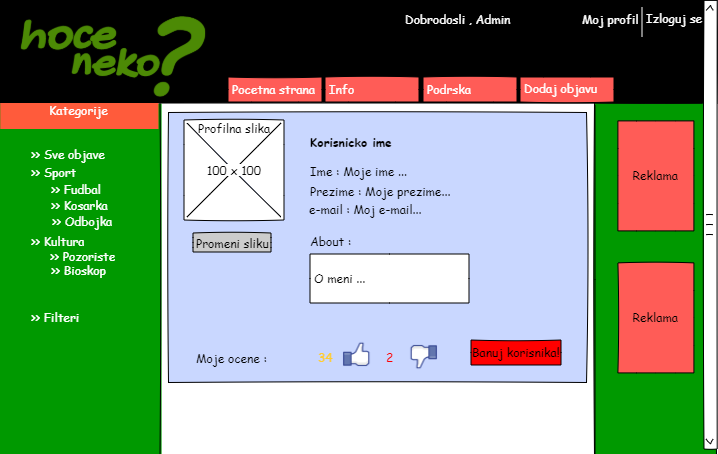 hoce
neko?
Dobrodosli , Admin
Moj profil
Izloguj se
Pocetna strana
Info
Podrska
Dodaj objavu
Kategorije
>> Sve objave
>> Sport
>> Fudbal
>> Kosarka
>> Odbojka
>> Kultura
>> Pozoriste
>> Bioskop
>> Filteri
Profilna slika
100 x 100
Promeni sliku
Korisnicko ime
Ime : Moje ime ...
Prezime : Moje prezime...
e-mail : Moj e-mail...
About :
O meni ...
Moje ocene :
34
2
Banuj korisnika!
Reklama
Reklama